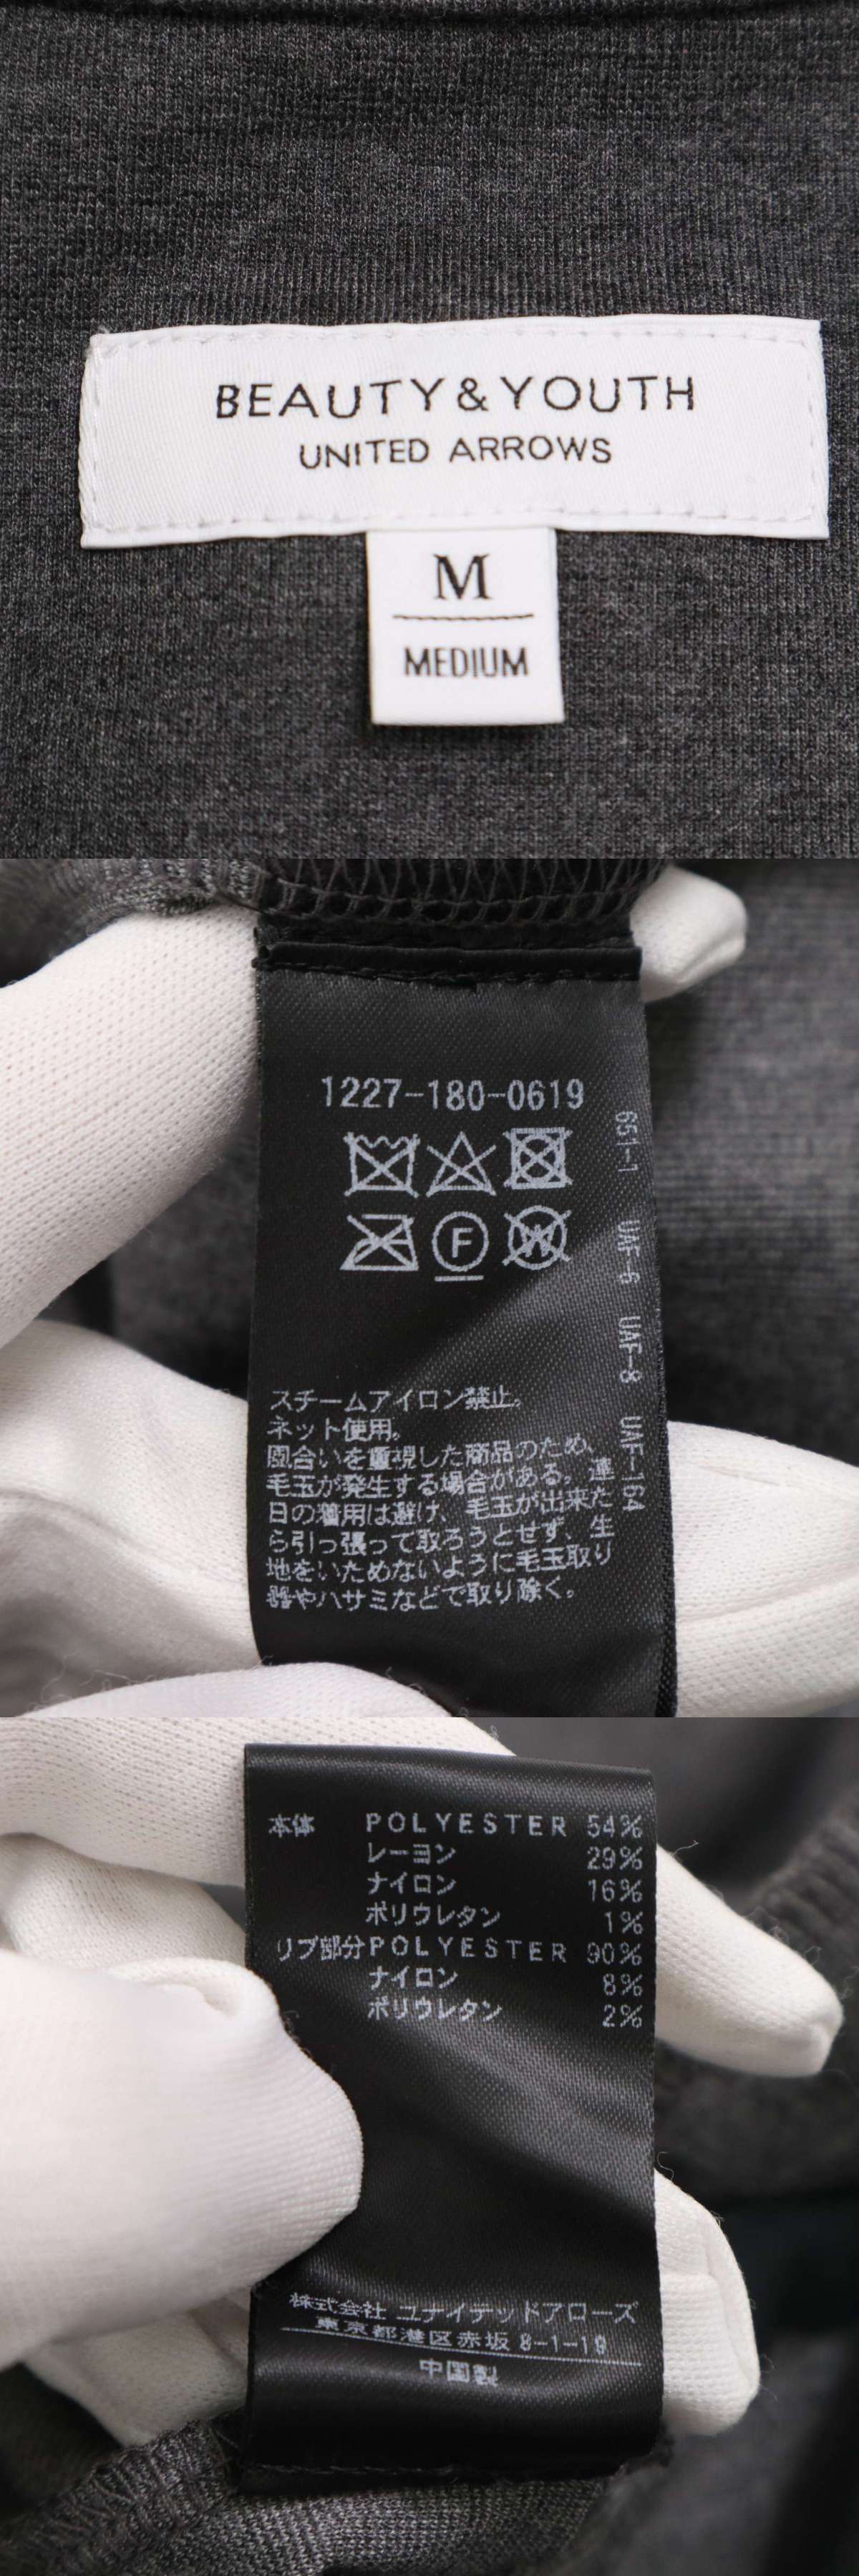 BEAUTY&YOUTH
UNITED ARROWS
M
MEDIUM
1227-180-0619
F
W
651-1 UAF-6 UAF-8 UAF-164
スチームアイロン禁止。
ネット使用。
風合いを重視した商品のため、
毛玉が発生する場合がある。連
日の着用は避け、毛玉が出来た
ら引っ張って取ろうとせず、生
地をいためないように毛玉取り
器やハサミなどで取り除く。
本体 POLYESTER 54%
レーヨン 29%
ナイロン 16%
ポリウレタン 1%
リブ部分 POLYESTER 90%
ナイロン 8%
ポリウレタン 2%
株式会社 ユナイテッドアローズ
東京都港区赤坂 8-1-19
中国製